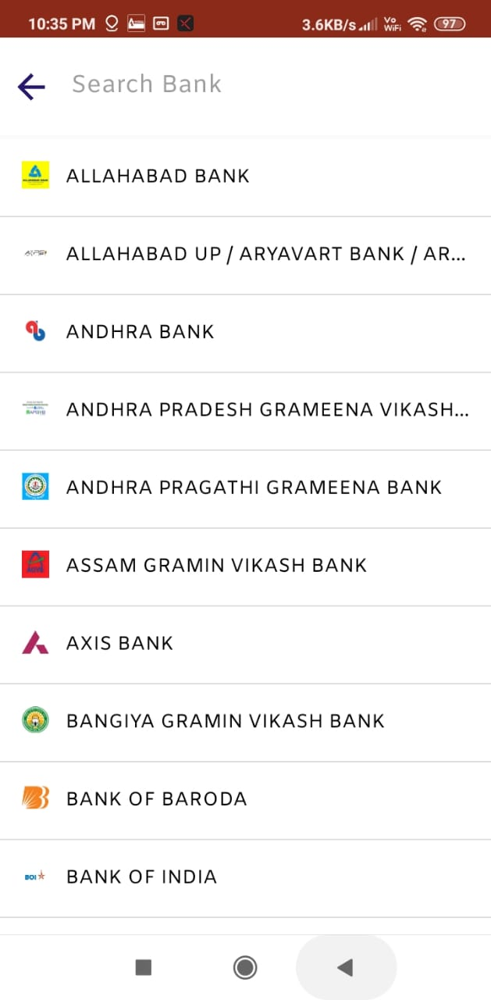 10:35 PM 3.6KB/s Vo WiFi 97
Search Bank
ALLAHABAD BANK
ALLAHABAD UP / ARYAVART BANK / AR...
ANDHRA BANK
ANDHRA PRADESH GRAMEENA VIKASH...
ANDHRA PRAGATHI GRAMEENA BANK
ASSAM GRAMIN VIKASH BANK
AXIS BANK
BANGIYA GRAMIN VIKASH BANK
BANK OF BARODA
BOI BANK OF INDIA